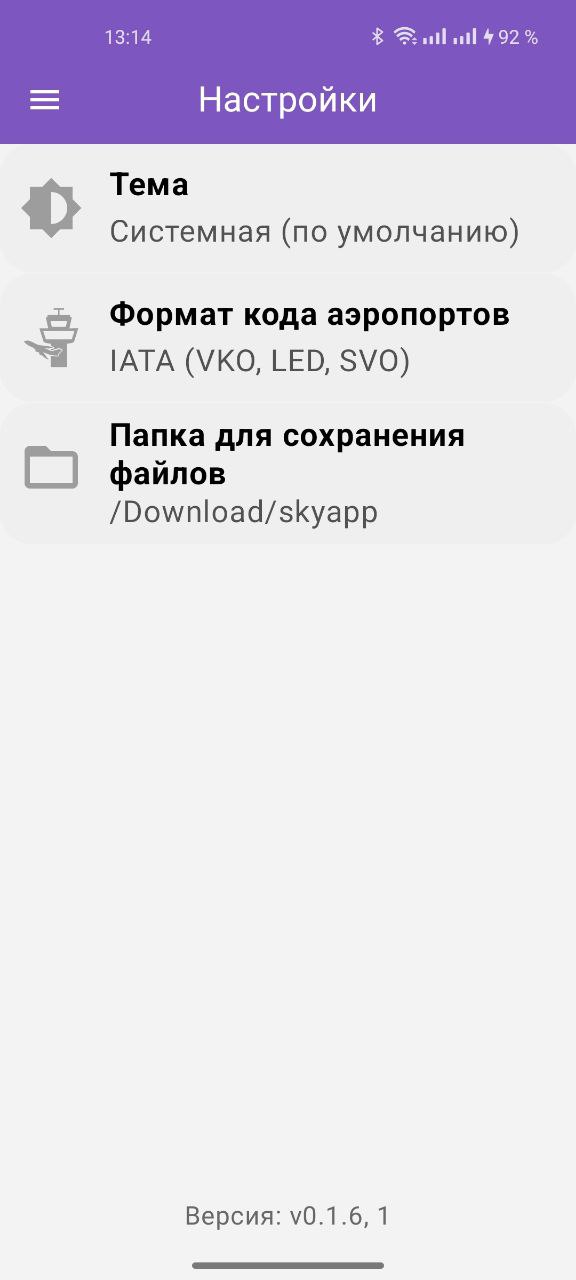 13:14
92 %
Настройки
Тема
Системная (по умолчанию)
Формат кода аэропортов
IATA (VKO, LED, SVO)
Папка для сохранения
файлов
/Download/skyapp
Версия: v0.1.6, 1